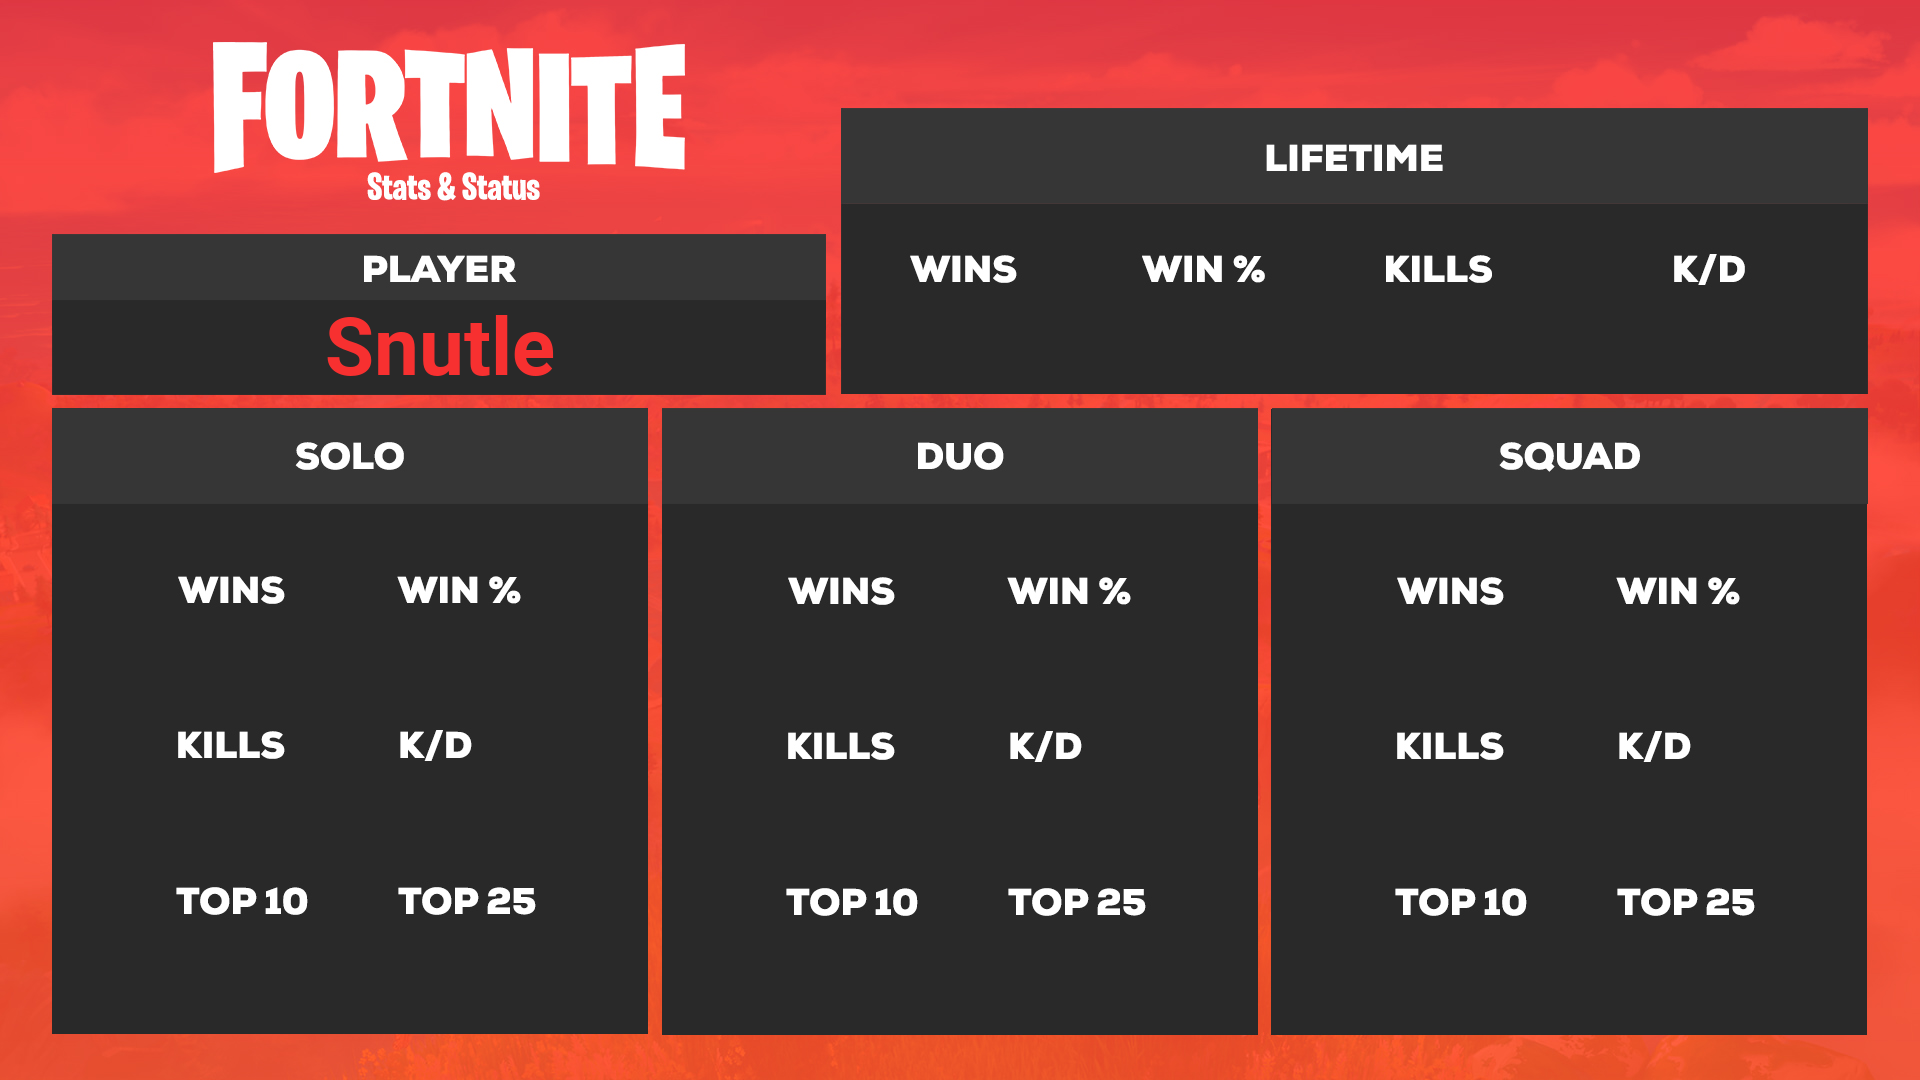 FORTNITE
Stats & Status
PLAYER
Snutle
LIFETIME
WINS WIN % KILLS K/D
SOLO
WINS WIN %
KILLS K/D
TOP 10 TOP 25
DUO
WINS WIN %
KILLS K/D
TOP 10 TOP 25
SQUAD
WINS WIN %
KILLS K/D
TOP 10 TOP 25